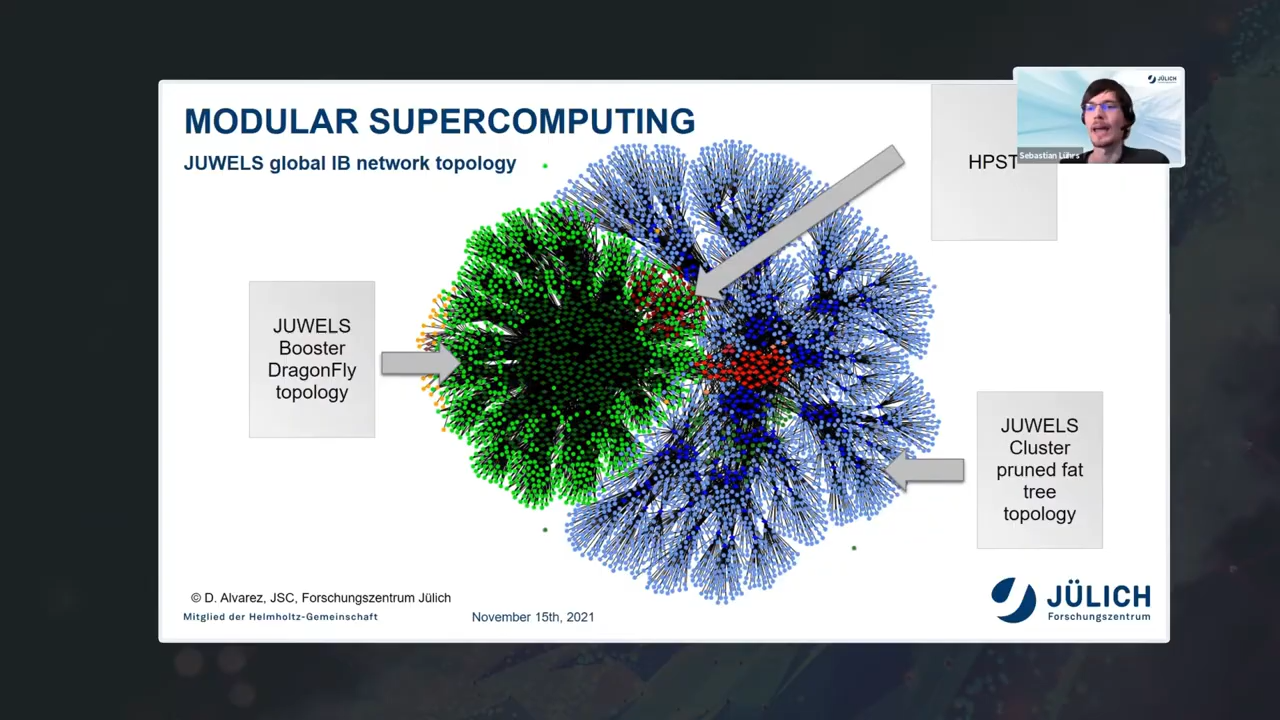 MODULAR SUPERCOMPUTING
JUWELS global IB network topology
HPST
JÜLICH
Sebastian Lührs
JUWELS
Booster
DragonFly
topology
JUWELS
Cluster
pruned fat
tree
topology
© D. Alvarez, JSC, Forschungszentrum Jülich
Mitglied der Helmholtz-Gemeinschaft
November 15th, 2021
JÜLICH
Forschungszentrum